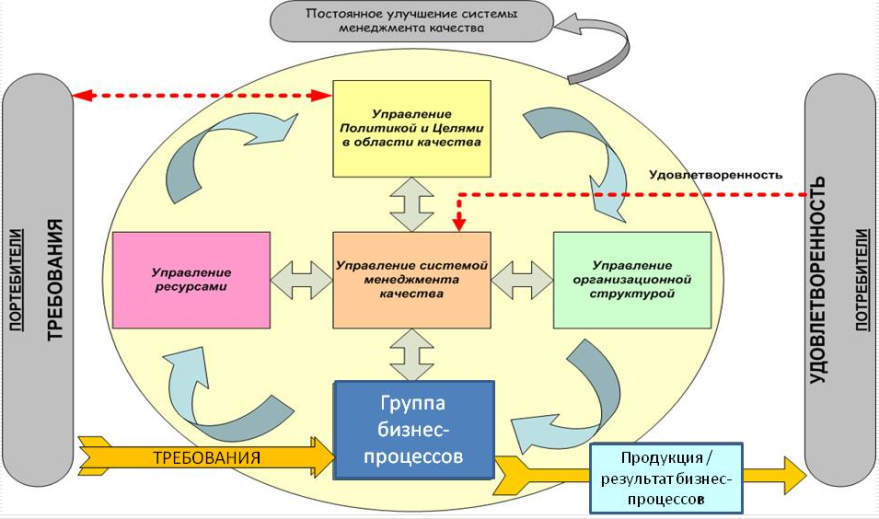 Постоянное улучшение системы
менеджмента качества
Управление
Политикой и Целями
в области качества
Удовлетворенность
ПОРТЕБИТЕЛИ
ТРЕБОВАНИЯ
Управление
ресурсами
Управление системой
менеджмента
качества
Управление
организационной
структурой
УДОВЛЕТВОРЕННОСТЬ
ПОТРЕБИТЕЛИ
Группа
бизнес-
процессов
ТРЕБОВАНИЯ
Продукция /
результат бизнес-
процессов